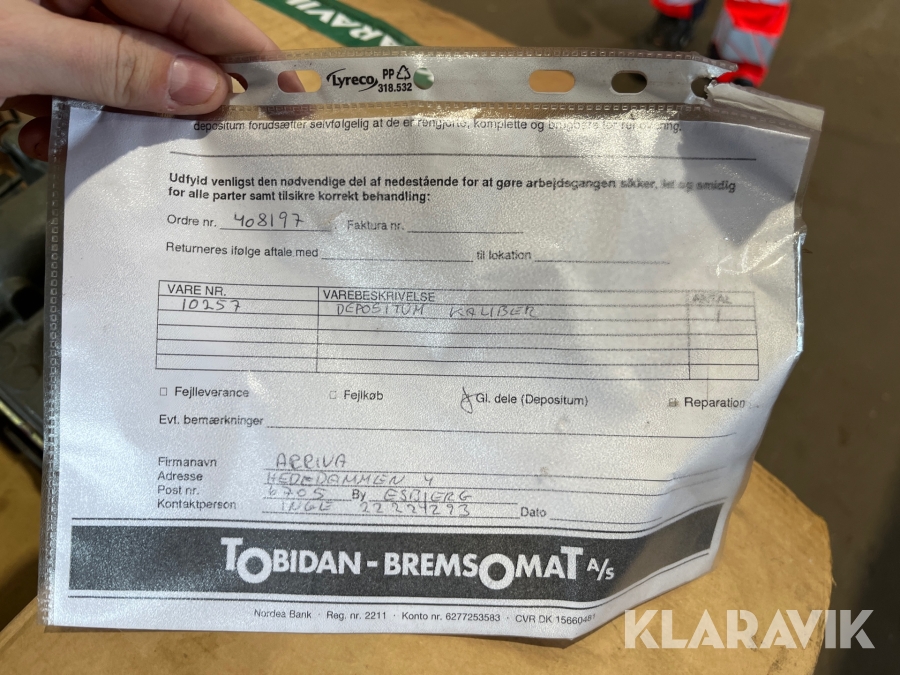 KLARAVIK
Lyreco PP
318.532
depositum forudsætter selvfølgelig at de er rengjorte, komplette og brugbare for renovering.
Udfyld venligst den nødvendige del af nedestående for at gøre arbejdsgangen sikker, let og smidig
for alle parter samt tilsikre korrekt behandling:
Ordre nr. 408197 Faktura nr.
Returneres ifølge aftale med til lokation
VARE NR. VAREBESKRIVELSE ANTAL
10257 DEPOSITUM KALIBER 1
Fejlleverance Fejlkøb Gl. dele (Depositum) Reparation
Evt. bemærkninger
Firmanavn ARRIVA
Adresse HEDEDAMMEN 4
Post nr. 6705 By ESBJERG
Kontaktperson 22224293 Dato
TOBIDAN - BREMSOMAT A/S
Nordea Bank · Reg. nr. 2211 · Konto nr. 6277253583 · CVR DK 15660481
KLARAVIK